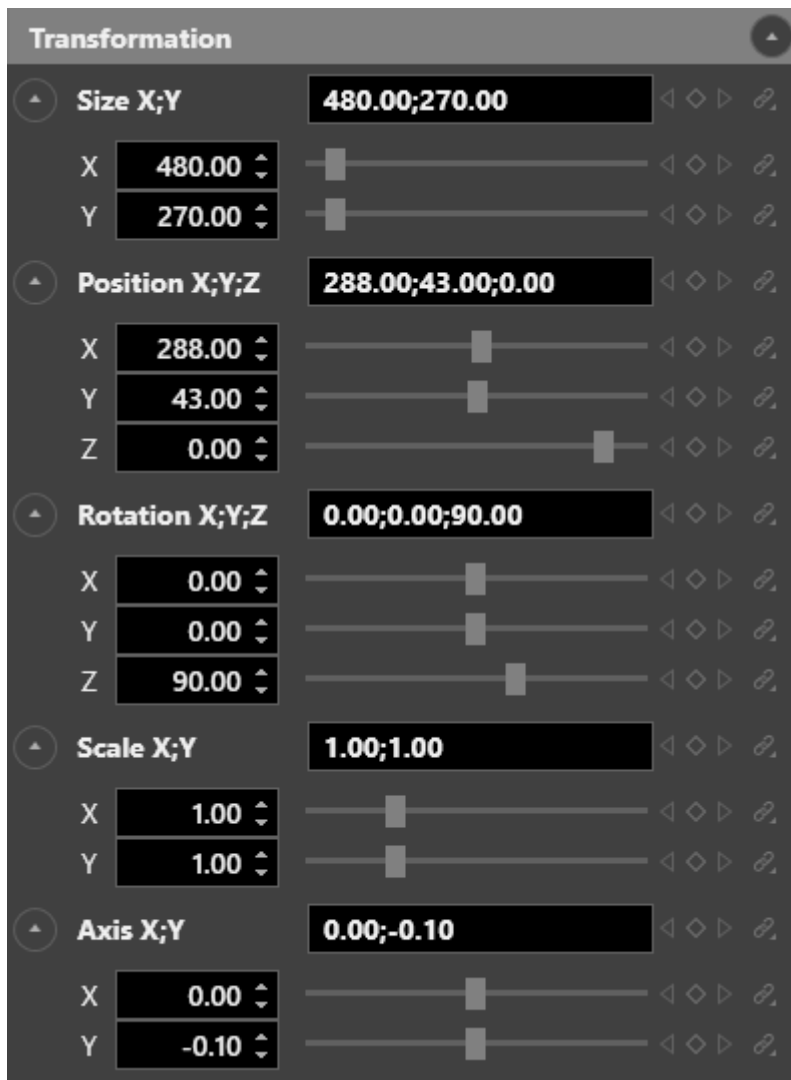 Transformation
Size X;Y 480.00;270.00
X 480.00
Y 270.00
Position X;Y;Z 288.00;43.00;0.00
X 288.00
Y 43.00
Z 0.00
Rotation X;Y;Z 0.00;0.00;90.00
X 0.00
Y 0.00
Z 90.00
Scale X;Y 1.00;1.00
X 1.00
Y 1.00
Axis X;Y 0.00;-0.10
X 0.00
Y -0.10